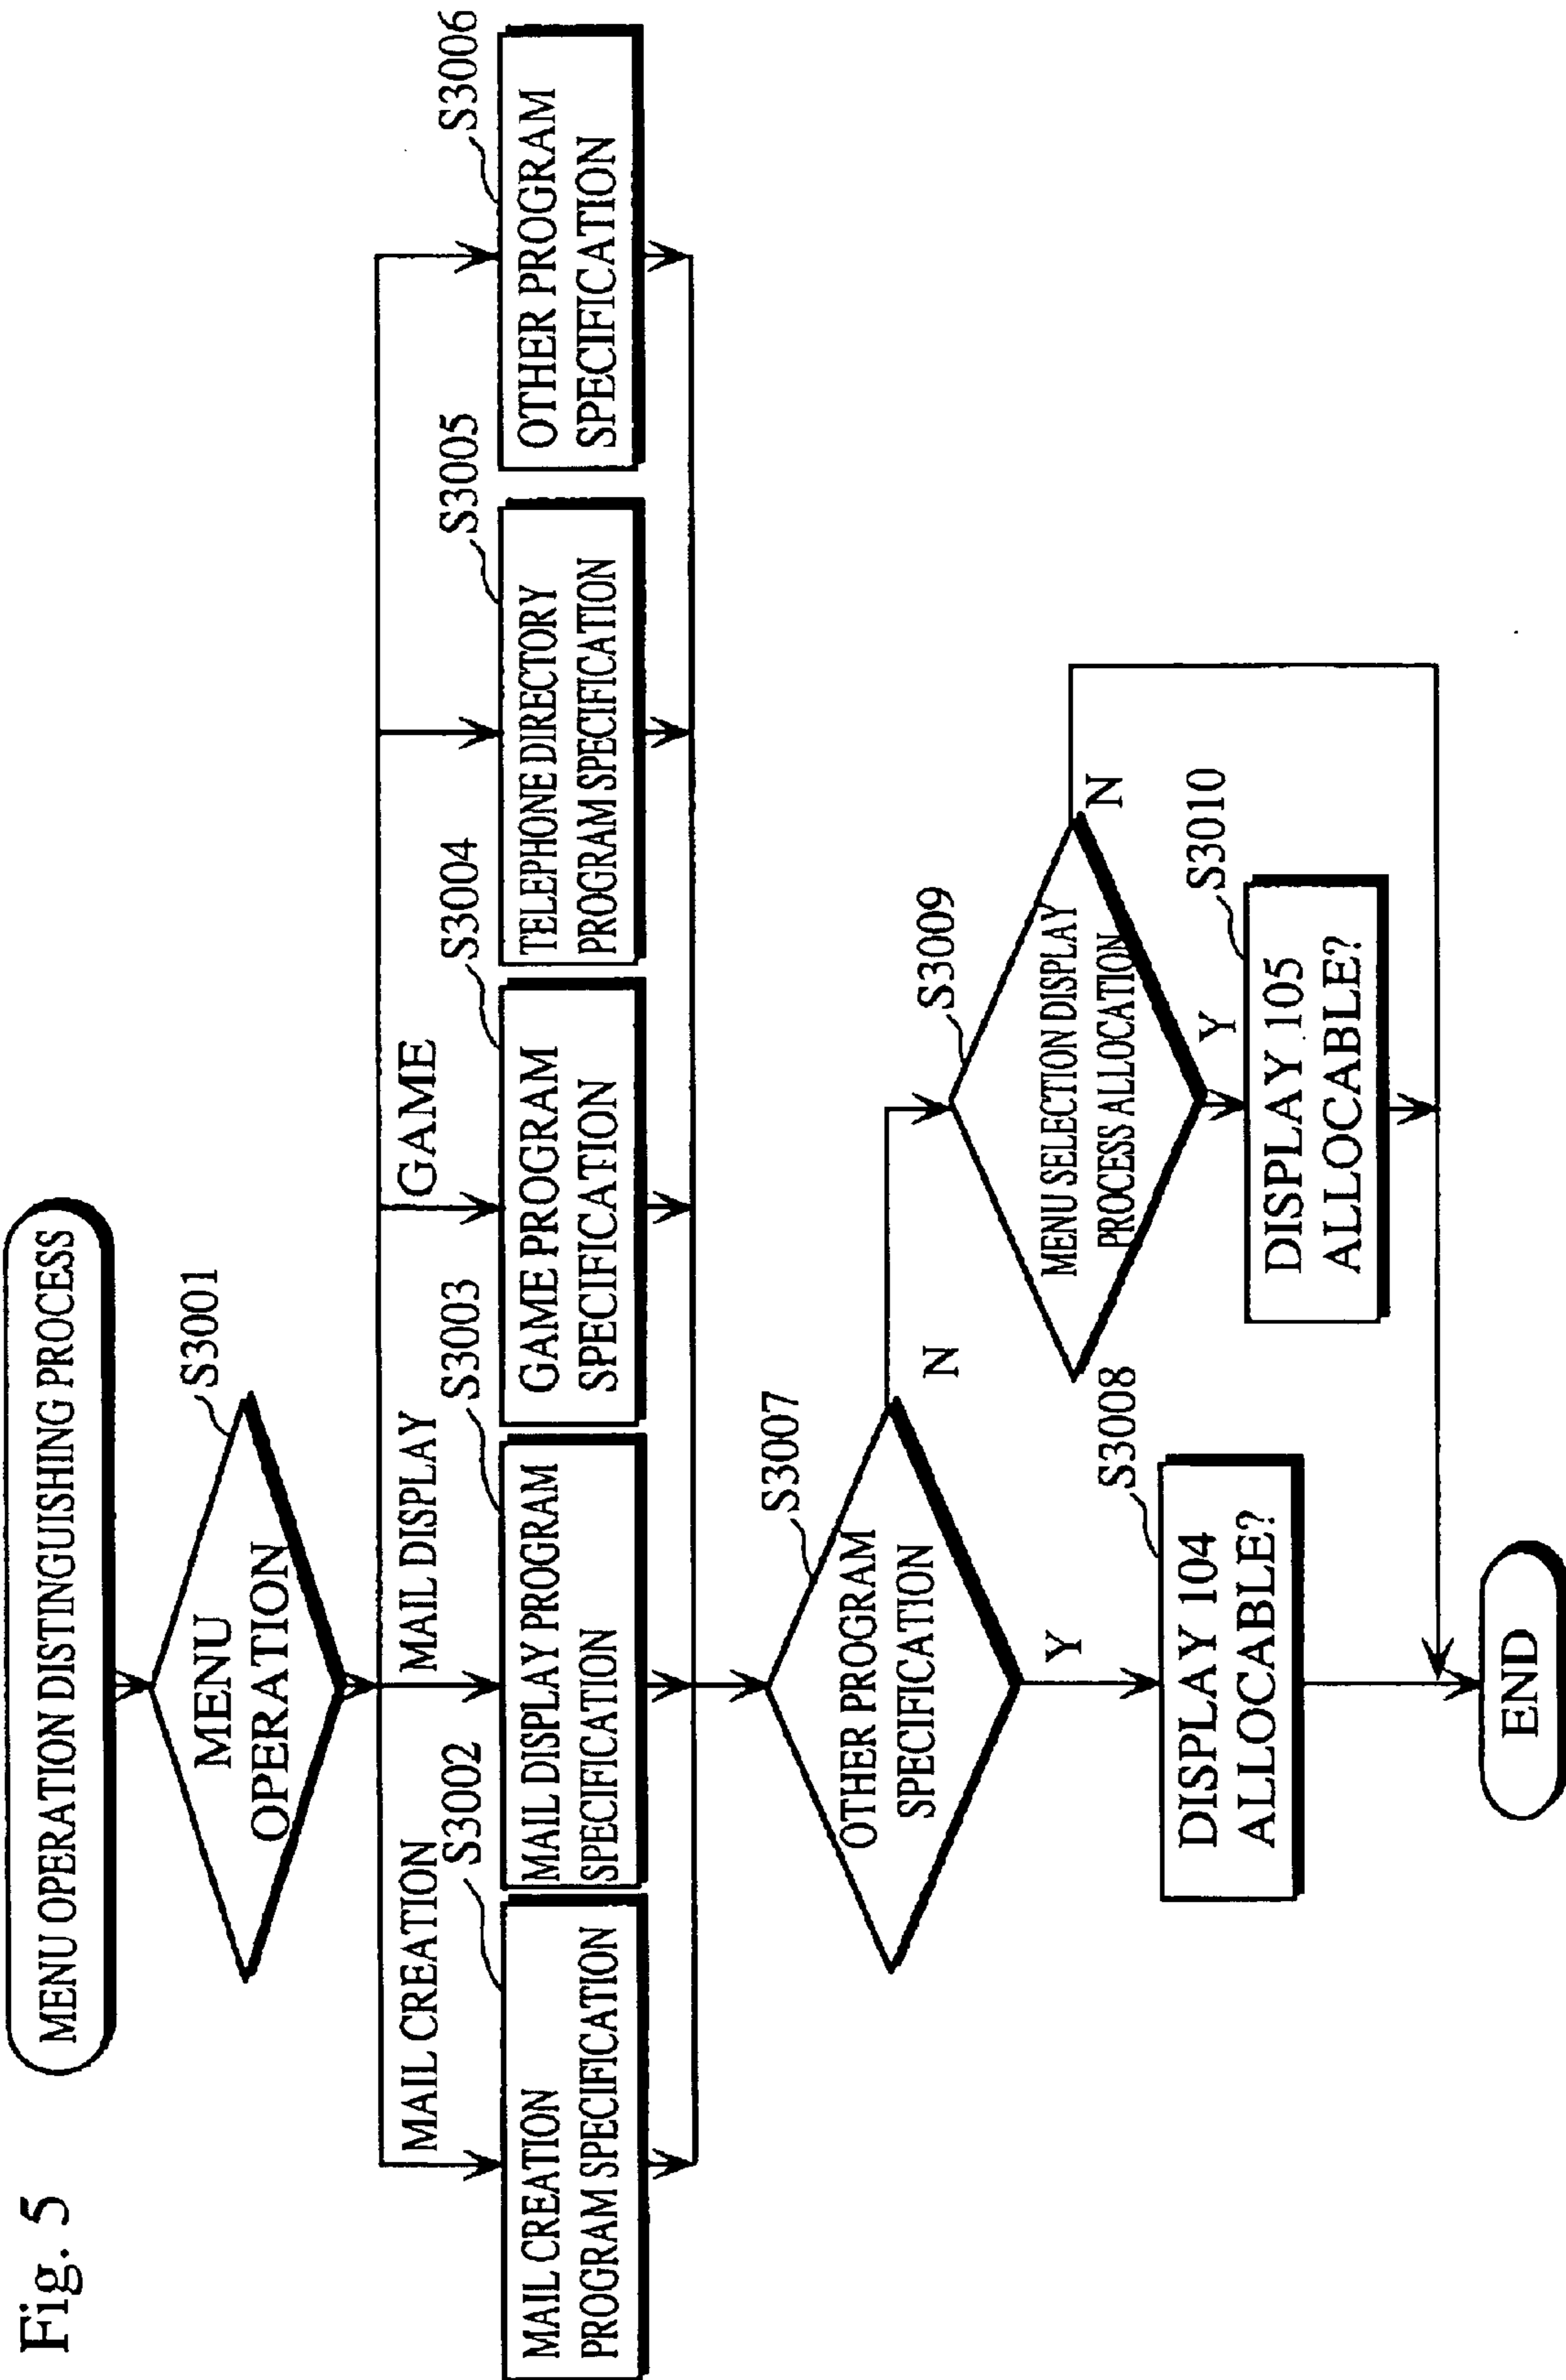 Fig. 5
MENU OPERATION DISTINGUISHING PROCESS
S3001
MENU
OPERATION
MAIL CREATION
MAIL DISPLAY
GAME
S3002
MAIL CREATION
PROGRAM SPECIFICATION
S3003
MAIL DISPLAY PROGRAM
SPECIFICATION
S3004
GAME PROGRAM
SPECIFICATION
S3005
TELEPHONE DIRECTORY
PROGRAM SPECIFICATION
S3006
OTHER PROGRAM
SPECIFICATION
S3007
OTHER PROGRAM
SPECIFICATION
N
Y
S3009
MENU SELECTION DISPLAY
PROCESS ALLOCATION
N
Y
S3008
DISPLAY 104
ALLOCABLE?
S3010
DISPLAY 105
ALLOCABLE?
END